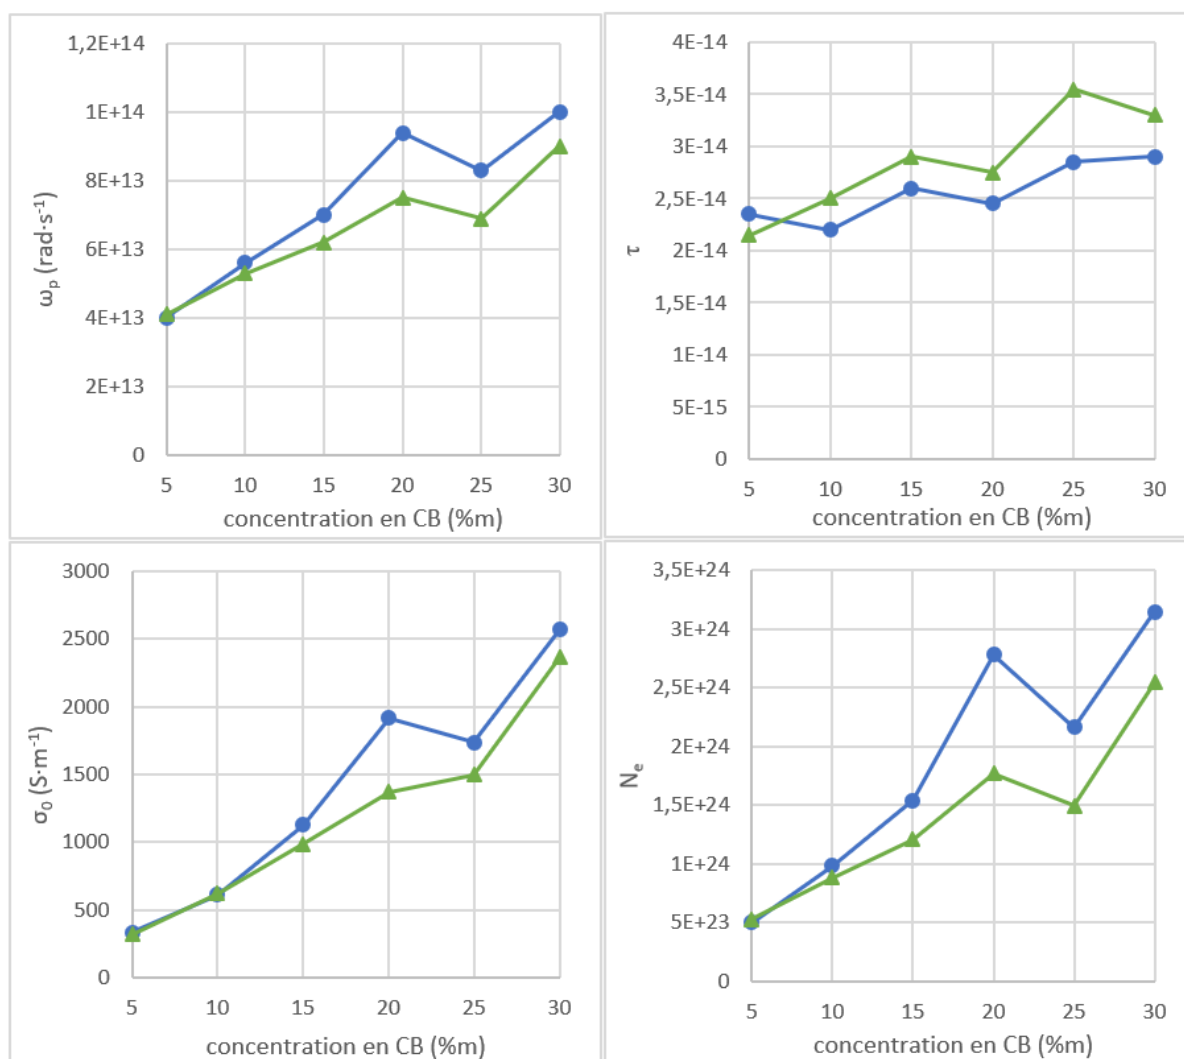 1,2E+14
1E+14
8E+13
6E+13
4E+13
2E+13
0
ωp (rad·s⁻¹)
5 10 15 20 25 30
concentration en CB (%m)
4E-14
3,5E-14
3E-14
2,5E-14
2E-14
1,5E-14
1E-14
5E-15
0
τ
5 10 15 20 25 30
concentration en CB (%m)
3000
2500
2000
1500
1000
500
0
σ₀ (S·m⁻¹)
5 10 15 20 25 30
concentration en CB (%m)
3,5E+24
3E+24
2,5E+24
2E+24
1,5E+24
1E+24
5E+23
0
Nₑ
5 10 15 20 25 30
concentration en CB (%m)